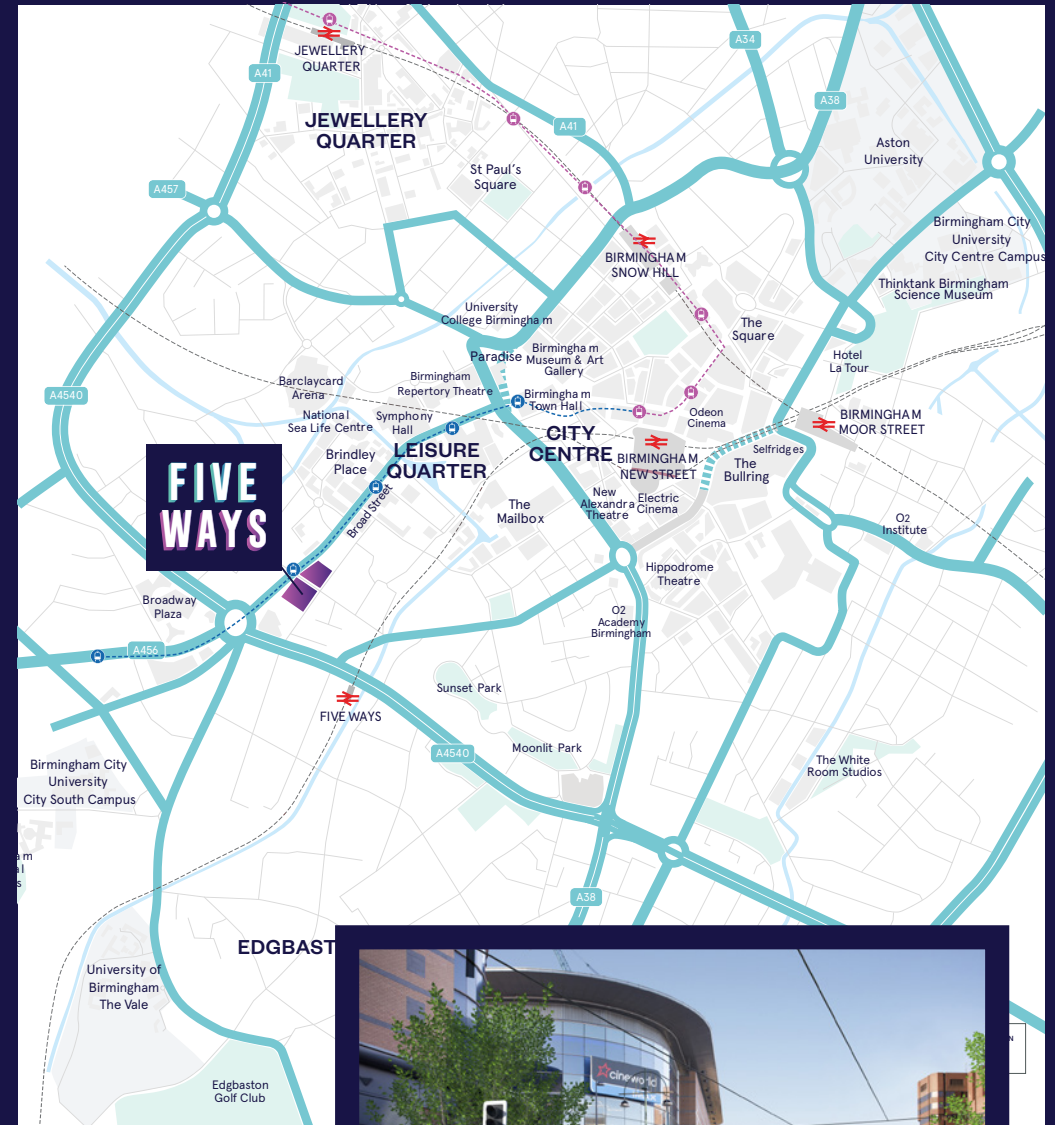 JEWELLERY
QUARTER
A34
A41
A38
JEWELLERY
QUARTER
A41
Aston
University
St Paul's
Square
A457
Birmingham City
University
City Centre Campus
BIRMINGHAM
SNOW HILL
Thinktank Birmingham
Science Museum
University
College Birmingham
The
Square
Paradise
Birmingham
Museum & Art
Gallery
Hotel
La Tour
Barclaycard
Arena
Birmingham
Repertory Theatre
A4540
Birmingham
Town Hall
National
Sea Life Centre
Symphony
Hall
Odeon
Cinema
BIRMINGHAM
MOOR STREET
CITY
CENTRE
LEISURE
QUARTER
Brindley
Place
BIRMINGHAM
NEW STREET
Selfridges
The
Bullring
FIVE
WAYS
Broad Street
The
Mailbox
New
Alexandra
Theatre
Electric
Cinema
O2
Institute
Hippodrome
Theatre
Broadway
Plaza
O2
Academy
Birmingham
A456
Sunset Park
FIVE WAYS
Moonlit Park
A4540
Birmingham City
University
City South Campus
The White
Room Studios
am
al
s
A38
EDGBAST
University of
Birmingham
The Vale
N
cineworld
Edgbaston
Golf Club